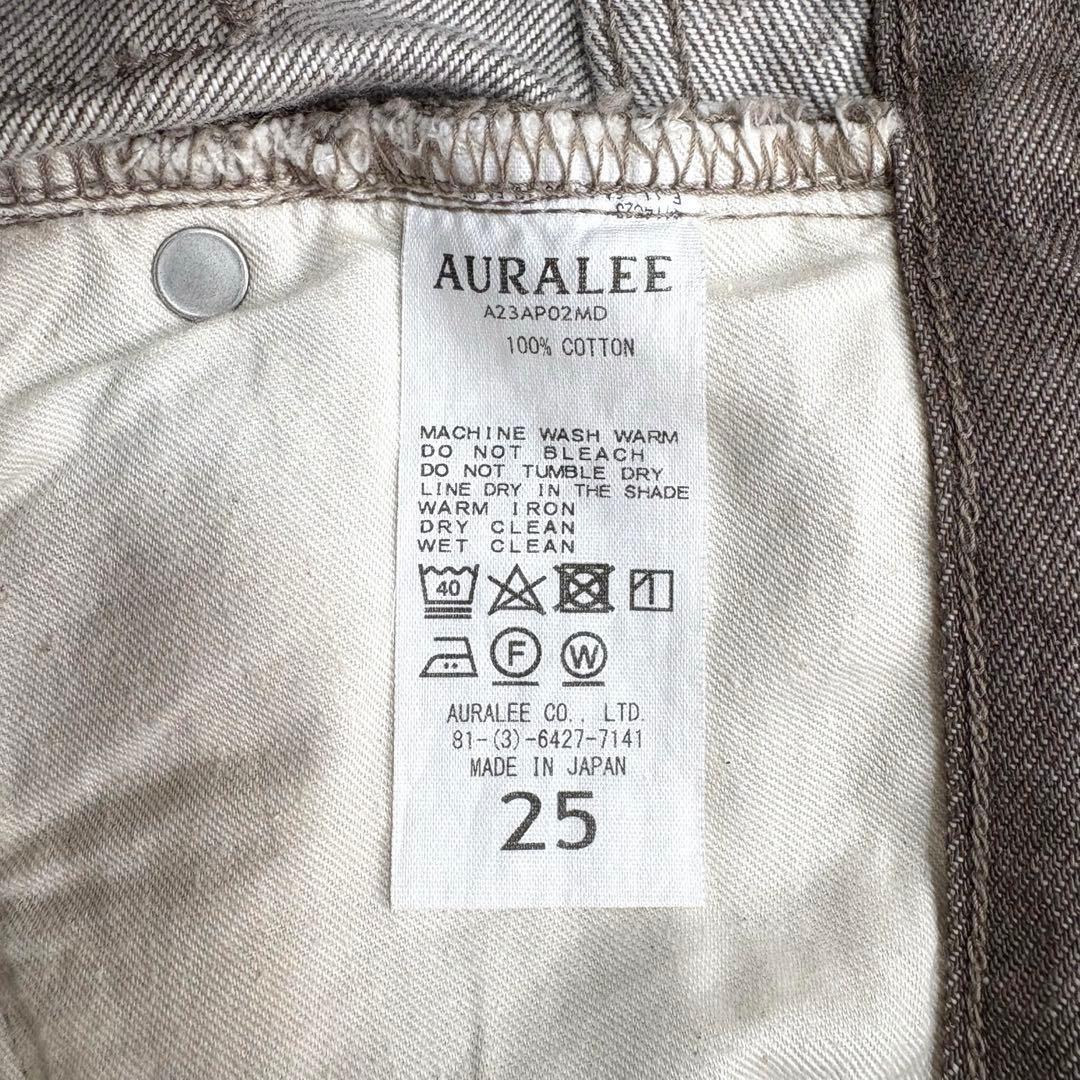 AURALEE
A23AP02MD
100% COTTON
MACHINE WASH WARM
DO NOT BLEACH
DO NOT TUMBLE DRY
LINE DRY IN THE SHADE
WARM IRON
DRY CLEAN
WET CLEAN
40
F W
AURALEE CO., LTD.
81-(3)-6427-7141
MADE IN JAPAN
25